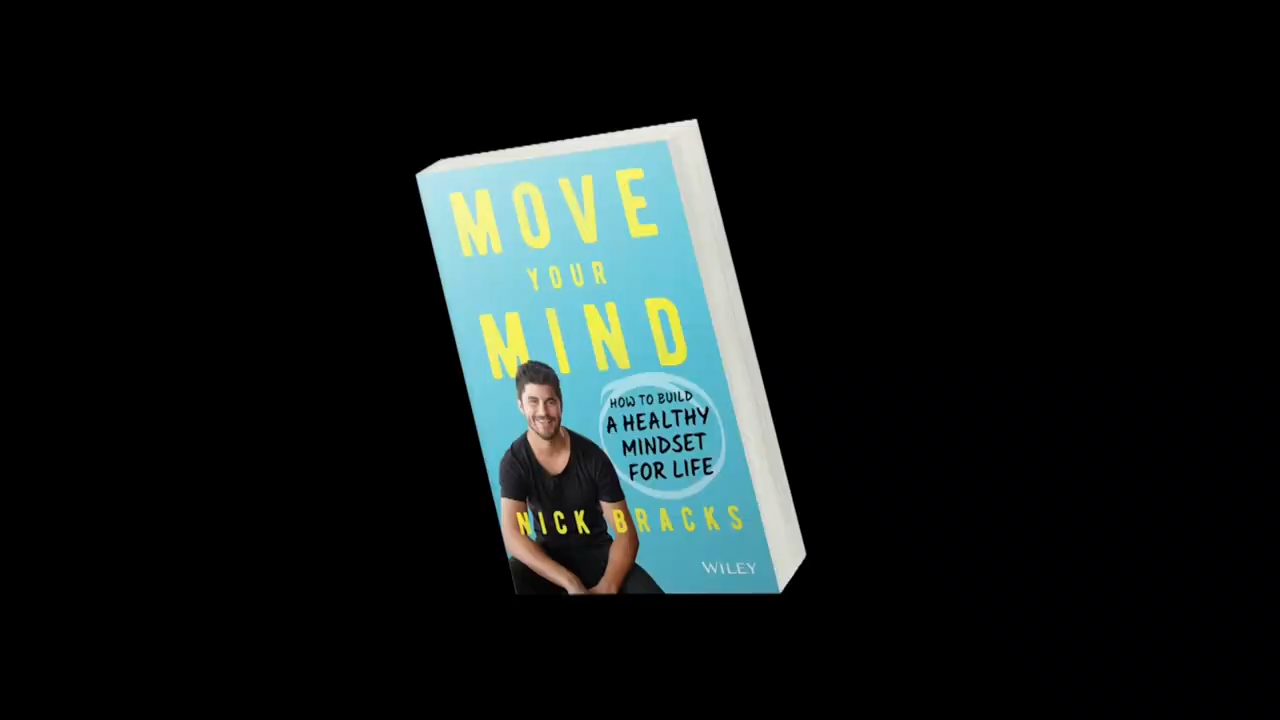 MOVE
YOUR
MIND
HOW TO BUILD
A HEALTHY
MINDSET
FOR LIFE
NICK BRACKS
WILEY